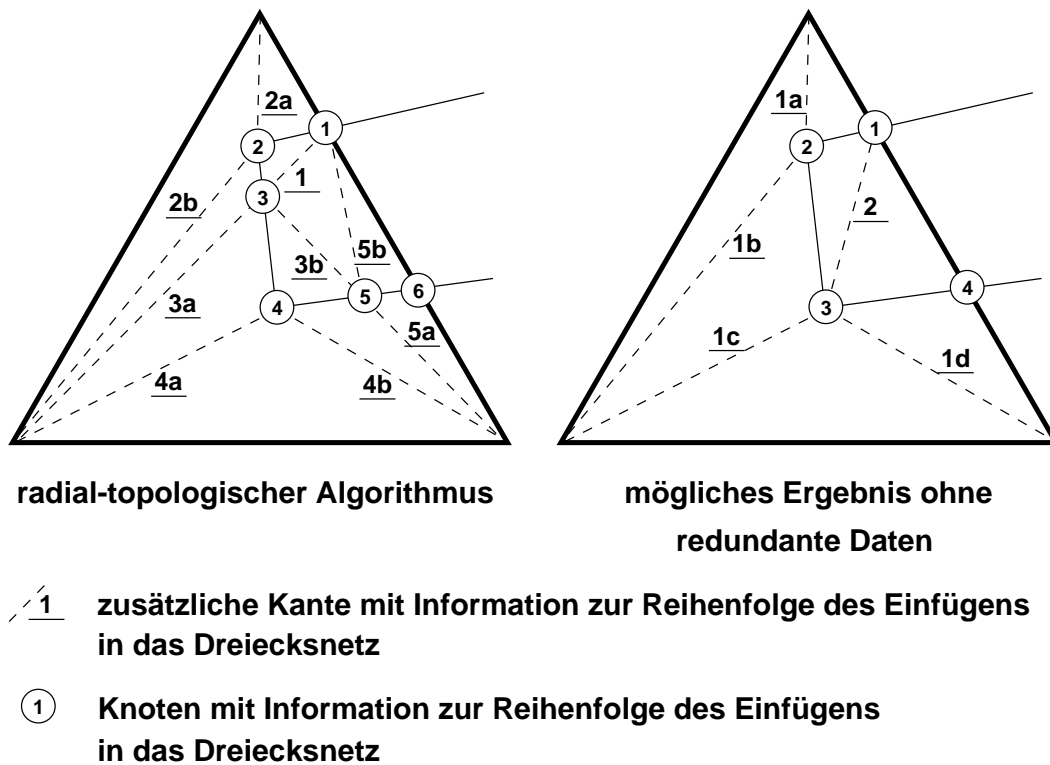 2a
1a
1
1
2
2
1
3
2b
2
1b
3b
5b
3a
6
4
5
4
3
5a
1c
1d
4a
4b
radial-topologischer Algorithmus
mögliches Ergebnis ohne
redundante Daten
1 zusätzliche Kante mit Information zur Reihenfolge des Einfügens
in das Dreiecksnetz
1 Knoten mit Information zur Reihenfolge des Einfügens
in das Dreiecksnetz